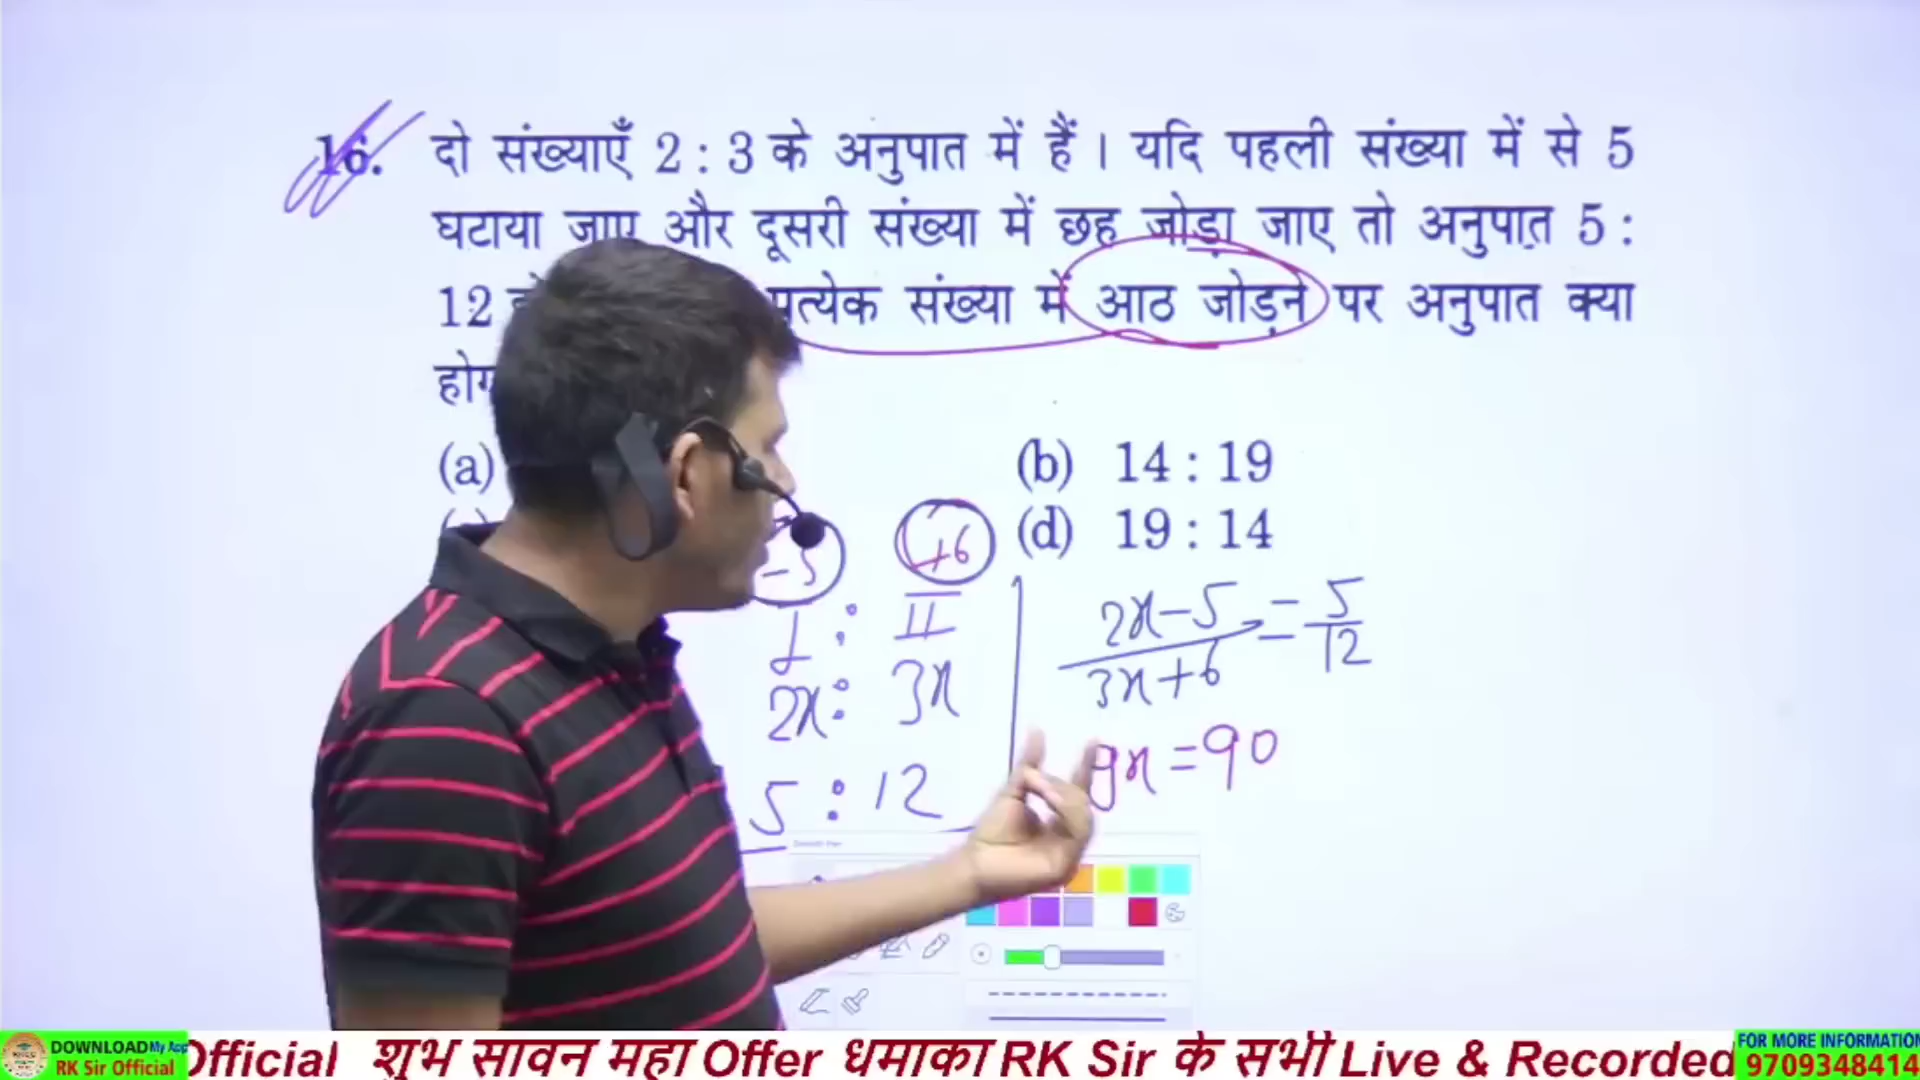 16. दो संख्याएँ 2 : 3 के अनुपात में हैं । यदि पहली संख्या में से 5
घटाया जाए और दूसरी संख्या में छह जोड़ा जाए तो अनुपात 5 :
12 प्रत्येक संख्या में आठ जोड़ने पर अनुपात क्या
(a) (b) 14 : 19
(d) 19 : 14
-5 +6
I : II
2x : 3x
5 : 12
2x-5 = 5
3x+6 12
9x = 90
DOWNLOAD My App
RK Sir Official
Official शुभ सावन महा Offer धमाका RK Sir के सभी Live & Recorded
FOR MORE INFORMATION
9709348414